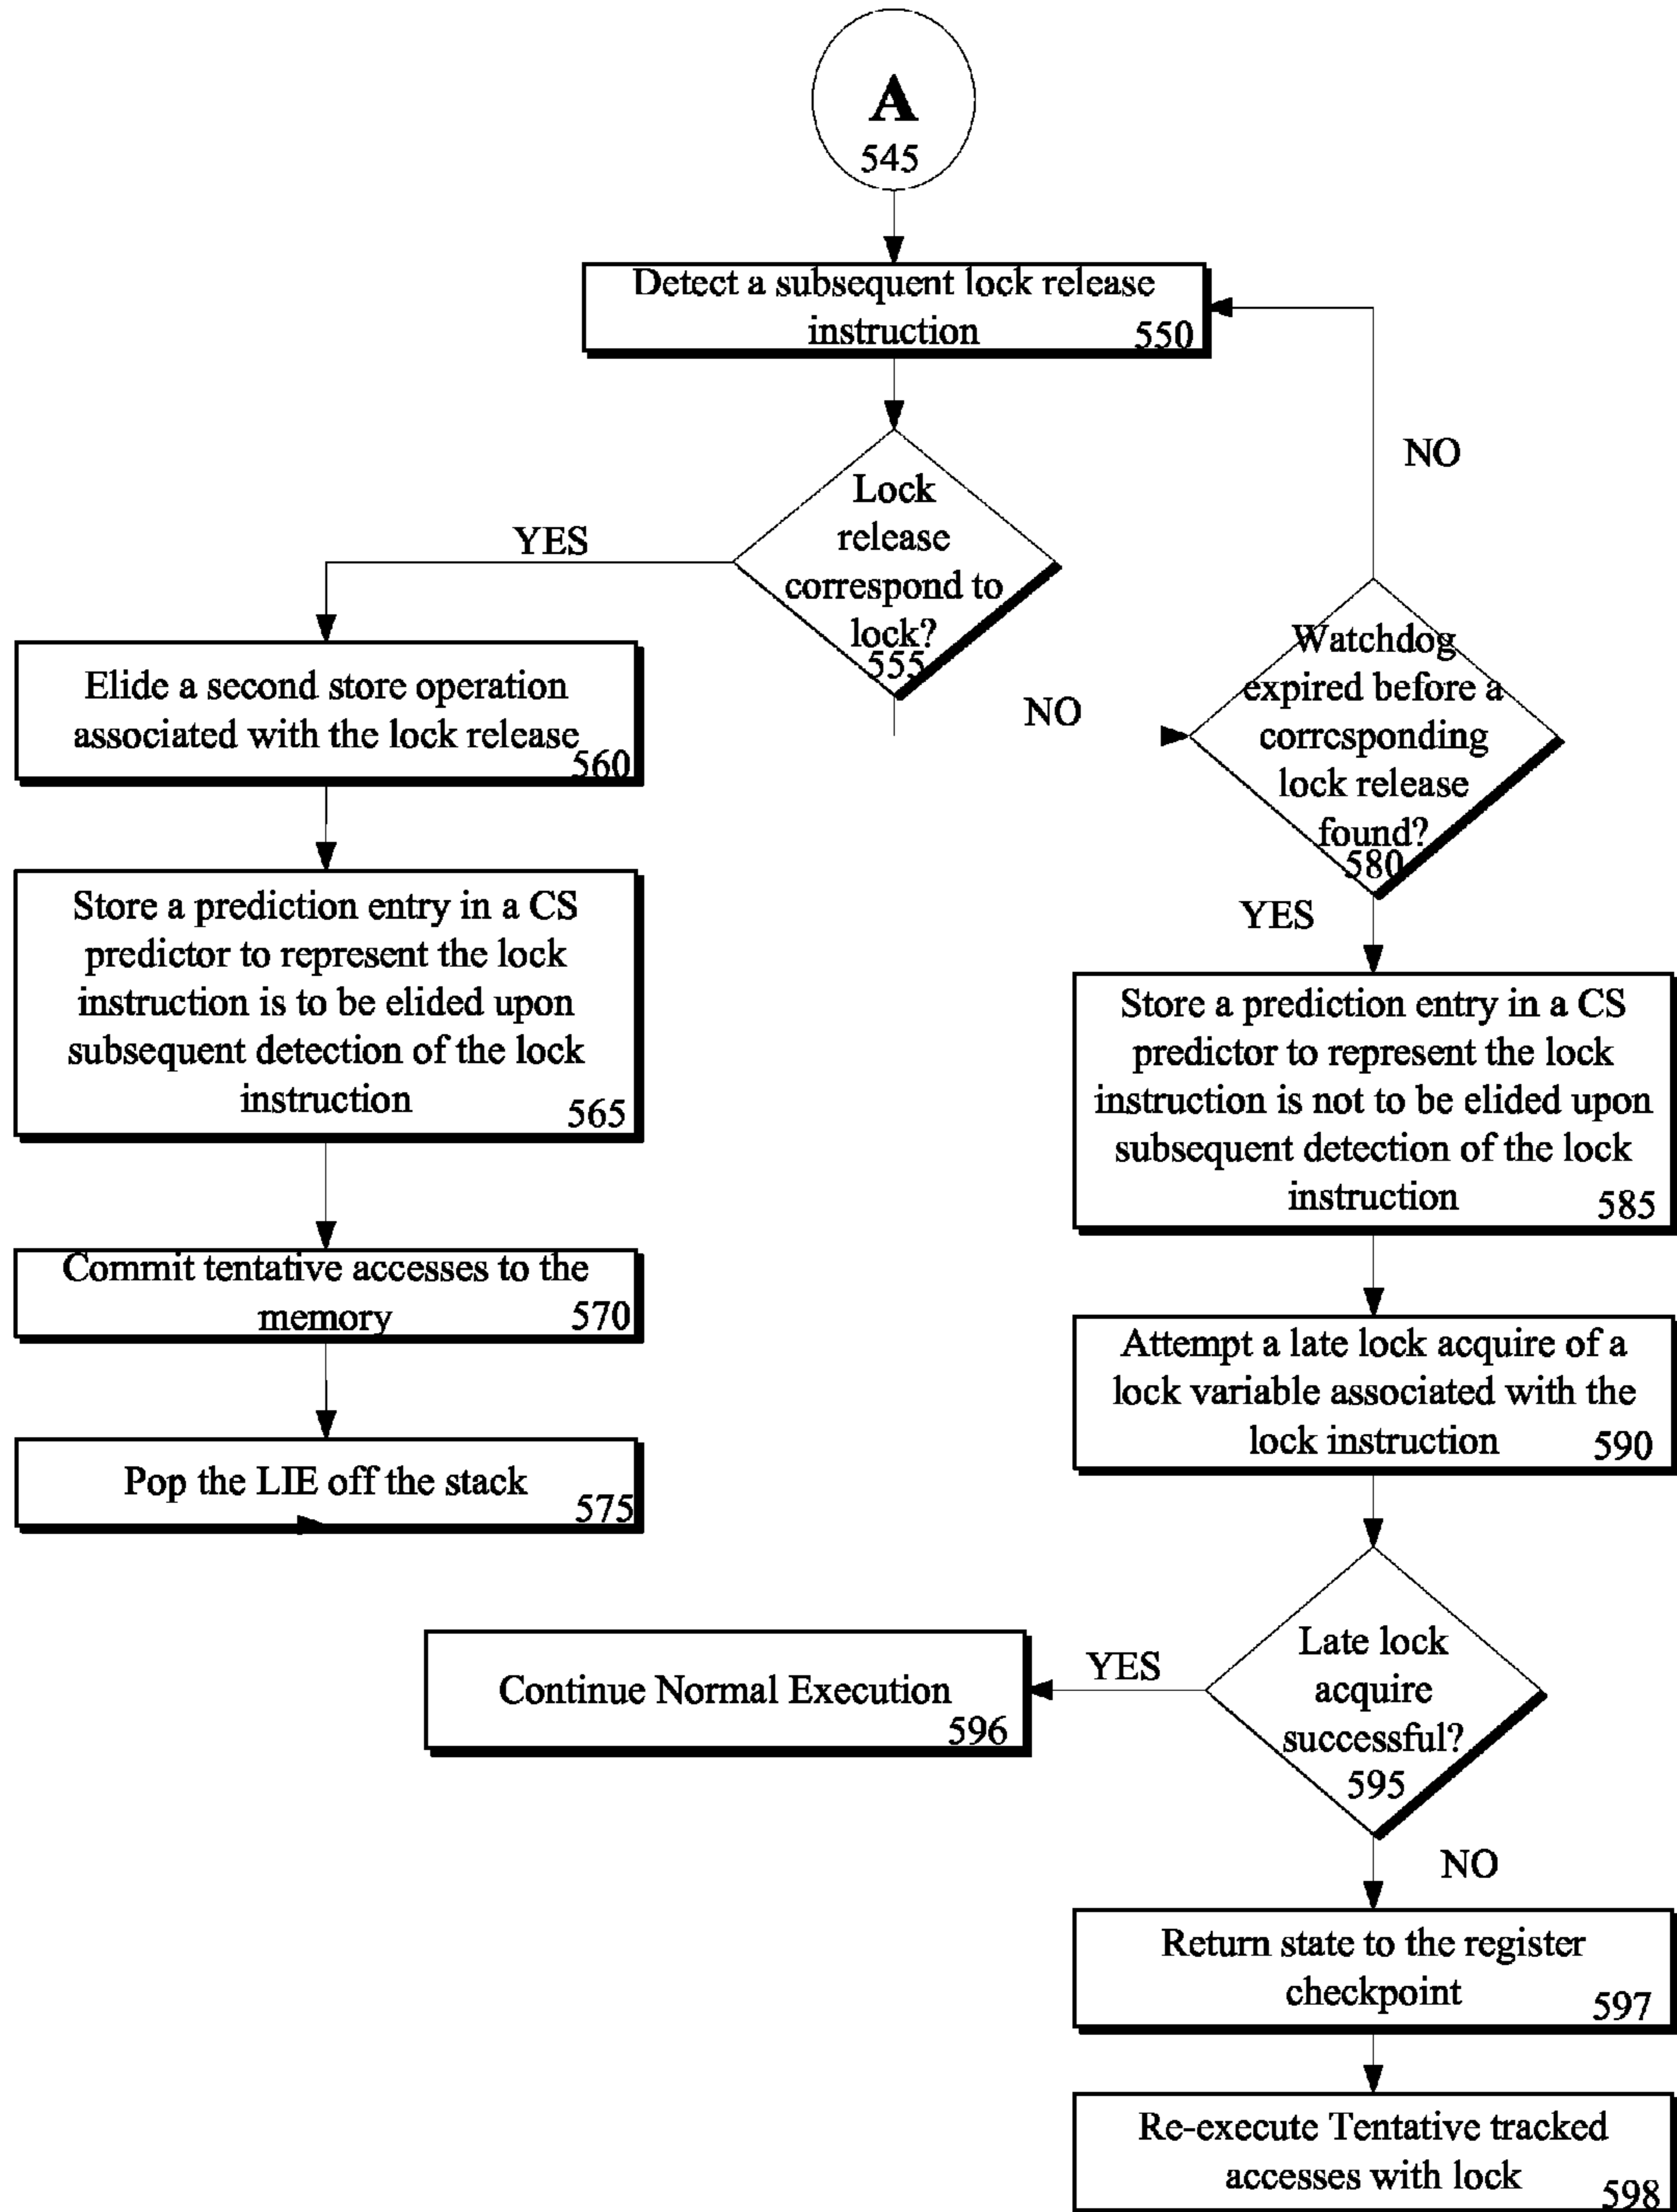 A
545
Detect a subsequent lock release
instruction
550
NO
Lock
release
correspond to
lock?
555
YES
NO
Watchdog
expired before a
corresponding
lock release
found?
580
Elide a second store operation
associated with the lock release
560
YES
Store a prediction entry in a CS
predictor to represent the lock
instruction is to be elided upon
subsequent detection of the lock
instruction
565
Store a prediction entry in a CS
predictor to represent the lock
instruction is not to be elided upon
subsequent detection of the lock
instruction
585
Commit tentative accesses to the
memory
570
Attempt a late lock acquire of a
lock variable associated with the
lock instruction
590
Pop the LIE off the stack
575
Late lock
acquire
successful?
595
YES
Continue Normal Execution
596
NO
Return state to the register
checkpoint
597
Re-execute Tentative tracked
accesses with lock
598